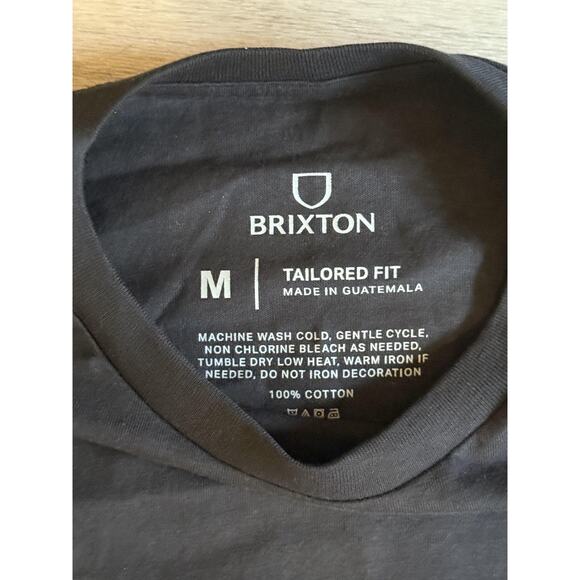 BRIXTON
M
TAILORED FIT
MADE IN GUATEMALA
MACHINE WASH COLD, GENTLE CYCLE,
NON CHLORINE BLEACH AS NEEDED,
TUMBLE DRY LOW HEAT, WARM IRON IF
NEEDED, DO NOT IRON DECORATION
100% COTTON